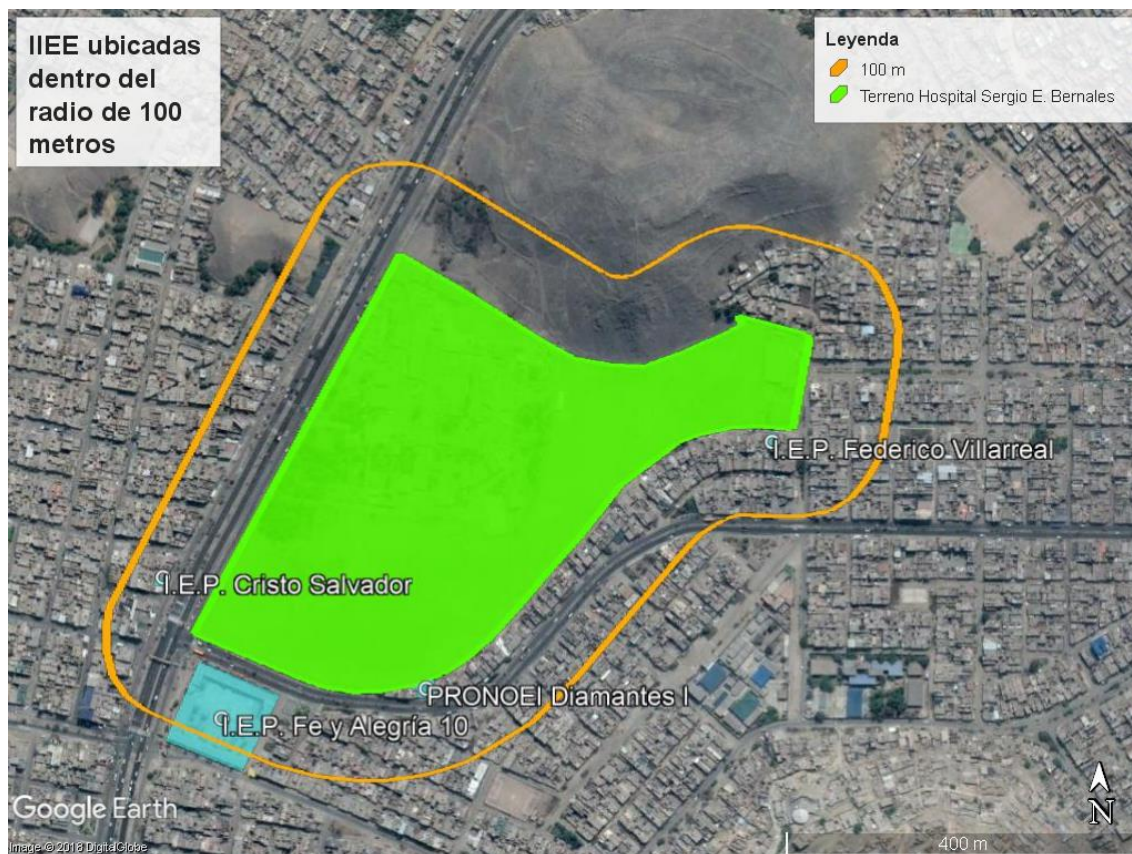 IIEE ubicadas
dentro del
radio de 100
metros
Leyenda
100 m
Terreno Hospital Sergio E. Bernales
I.E.P. Federico Villarreal
I.E.P. Cristo Salvador
PRONOEI Diamantes I
I.E.P. Fe y Alegría 10
Google Earth
N
Image © 2018 DigitalGlobe
400 m